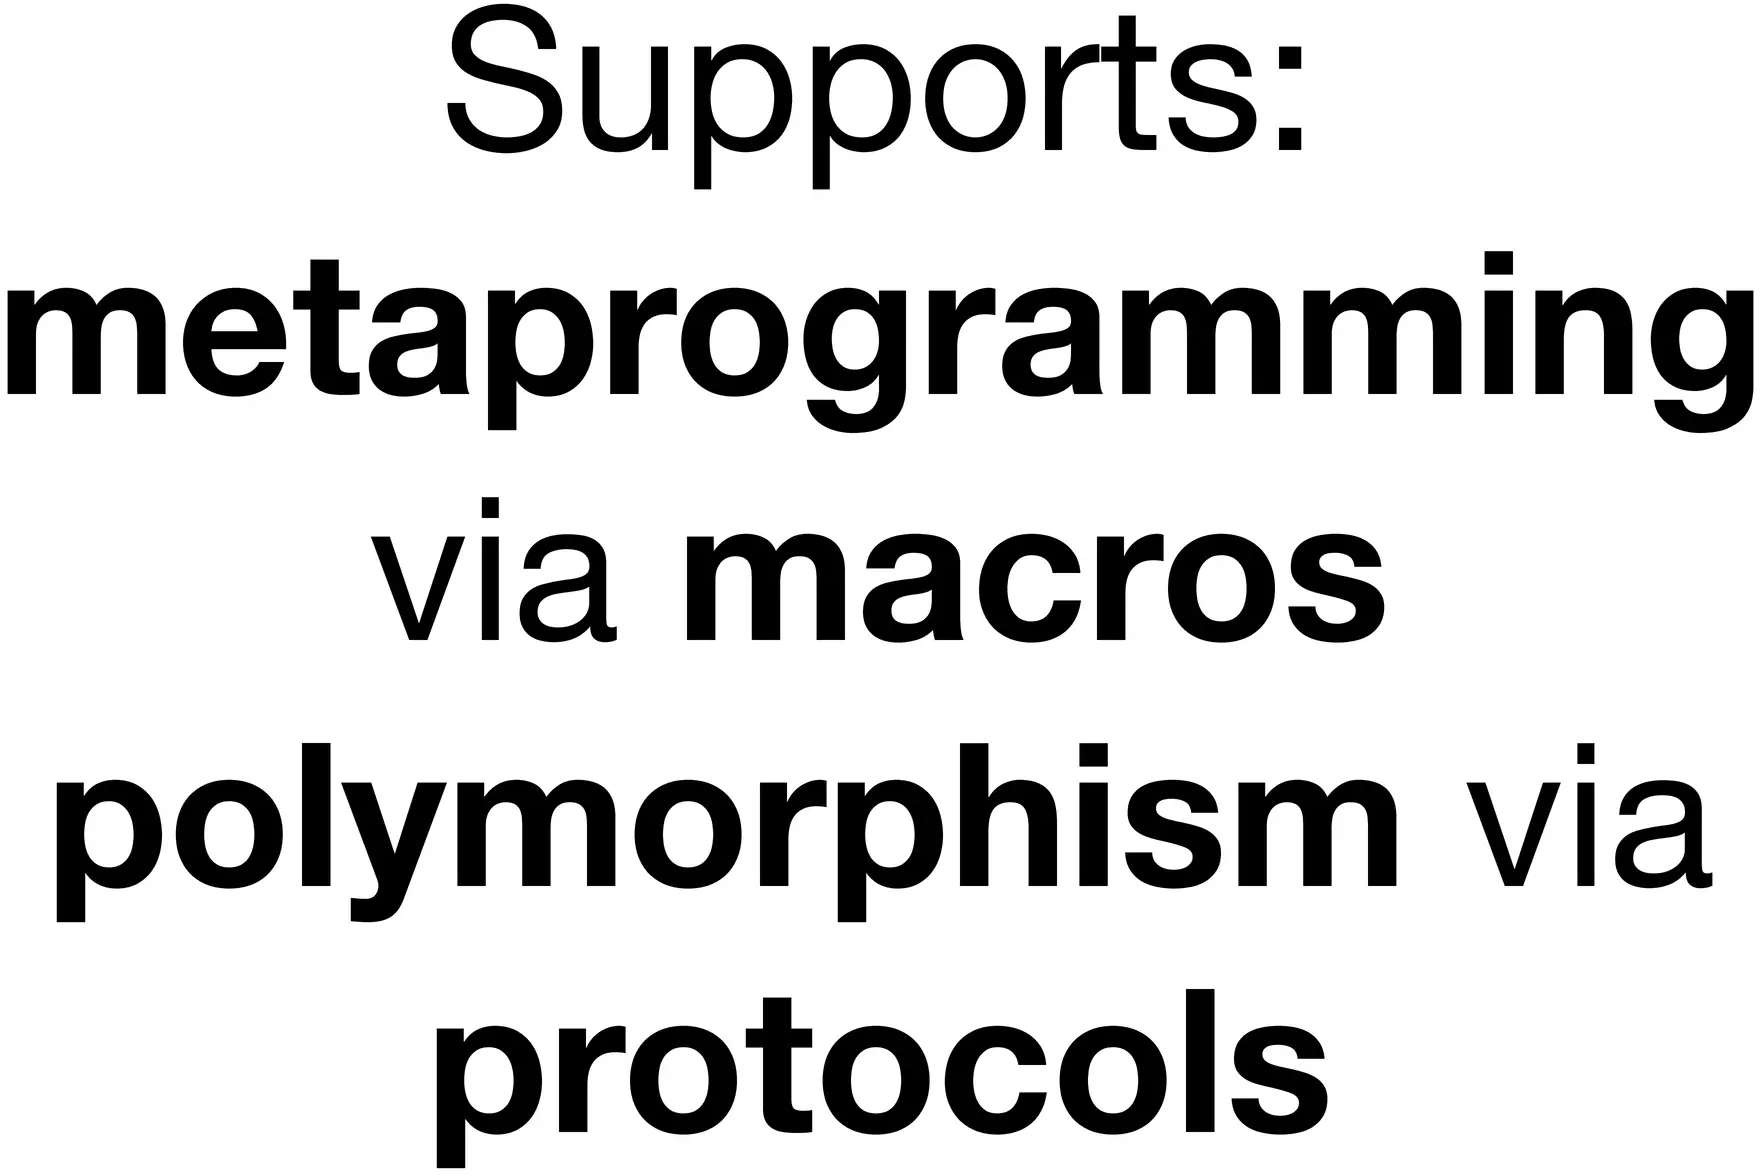 Supports:
metaprogramming
via macros
polymorphism via
protocols